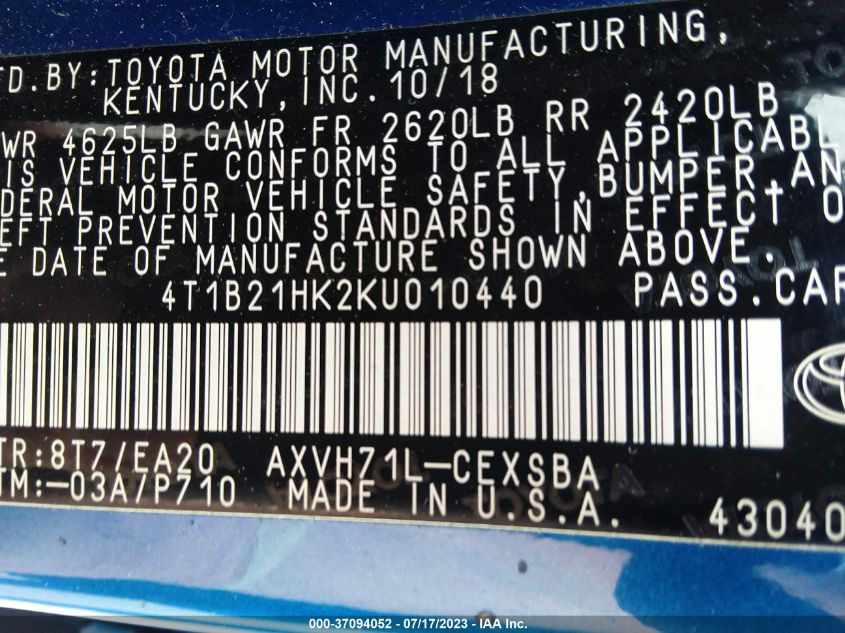 FD.BY:TOYOTA MOTOR MANUFACTURING,
KENTUCKY,INC.10/18
WR 4625LB GAWR FR 2620LB RR 2420LB
IS VEHICLE CONFORMS TO ALL APPLICABL
DERAL MOTOR VEHICLE SAFETY,BUMPER,AN
EFT PREVENTION STANDARDS IN EFFECT O
E DATE OF MANUFACTURE SHOWN ABOVE.
4T1B21HK2KU010440 PASS.CAR
TR:8T7/EA20 AXVH71L-CEXSBA
TM:-03A/P710 MADE IN U.S.A. 43040
000-37094052 - 07/17/2023 - IAA Inc.